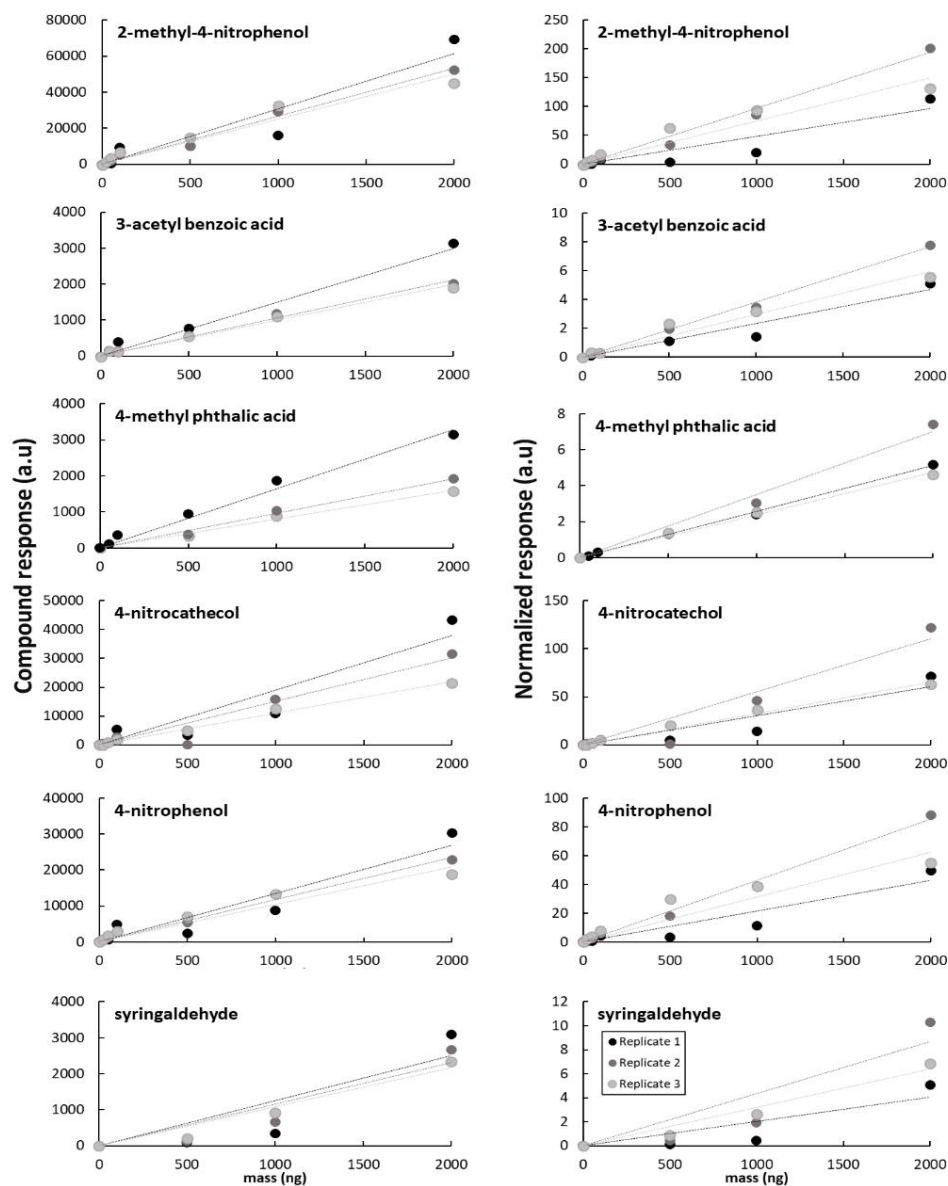 2-methyl-4-nitrophenol
80000
60000
40000
20000
0
0 500 1000 1500 2000
2-methyl-4-nitrophenol
250
200
150
100
50
0
0 500 1000 1500 2000
3-acetyl benzoic acid
4000
3000
2000
1000
0
0 500 1000 1500 2000
3-acetyl benzoic acid
10
8
6
4
2
0
0 500 1000 1500 2000
Compound response (a.u)
4-methyl phthalic acid
4000
3000
2000
1000
0
0 500 1000 1500 2000
Normalized response (a.u)
4-methyl phthalic acid
8
6
4
2
0
0 500 1000 1500 2000
4-nitrocathecol
50000
40000
30000
20000
10000
0
0 500 1000 1500 2000
4-nitrocatechol
150
100
50
0
0 500 1000 1500 2000
4-nitrophenol
40000
30000
20000
10000
0
0 500 1000 1500 2000
4-nitrophenol
100
80
60
40
20
0
0 500 1000 1500 2000
syringaldehyde
4000
3000
2000
1000
0
0 500 1000 1500 2000
mass (ng)
syringaldehyde
12
10
8
6
4
2
0
Replicate 1
Replicate 2
Replicate 3
0 500 1000 1500 2000
mass (ng)